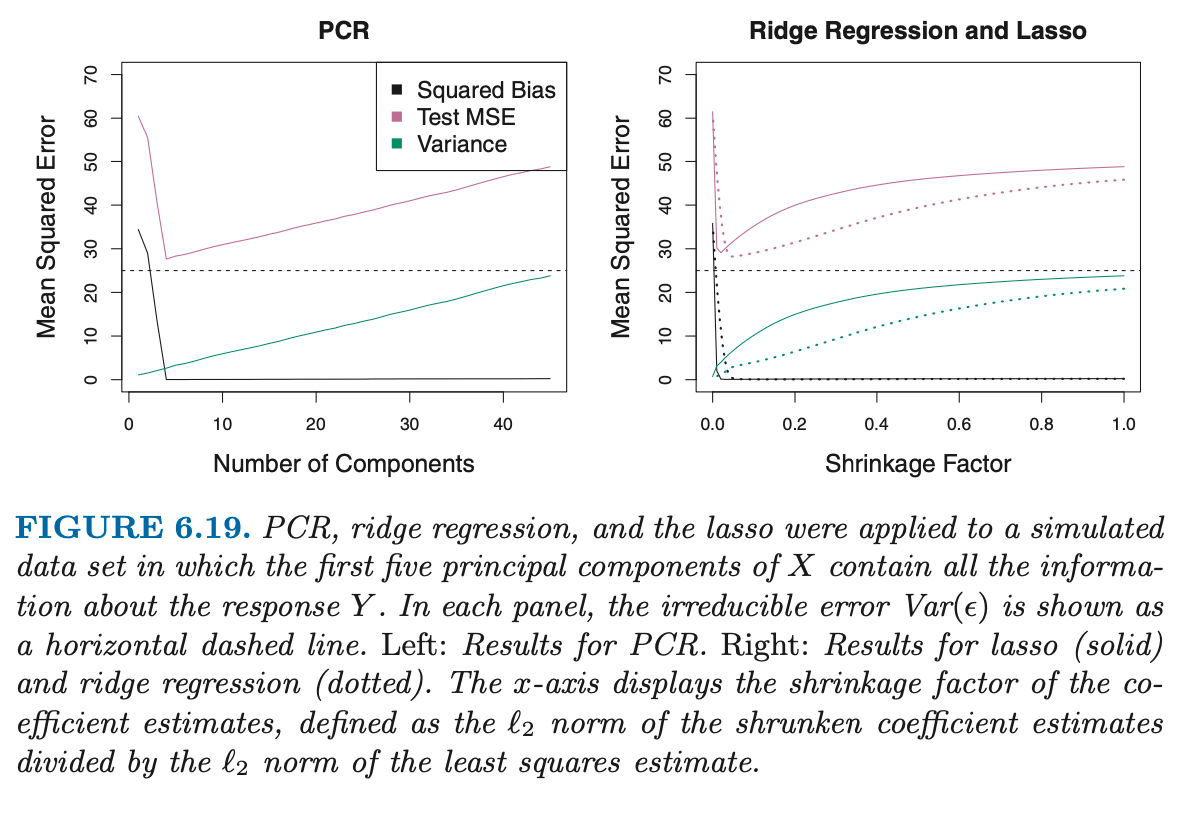 PCR
70
60
50
40
30
20
10
0
Mean Squared Error
Squared Bias
Test MSE
Variance
0
10
20
30
40
Number of Components
Ridge Regression and Lasso
70
60
50
40
30
20
10
0
Mean Squared Error
0.0
0.2
0.4
0.6
0.8
1.0
Shrinkage Factor
FIGURE 6.19. PCR, ridge regression, and the lasso were applied to a simulated
data set in which the first five principal components of X contain all the informa-
tion about the response Y. In each panel, the irreducible error Var(ϵ) is shown as
a horizontal dashed line. Left: Results for PCR. Right: Results for lasso (solid)
and ridge regression (dotted). The x-axis displays the shrinkage factor of the co-
efficient estimates, defined as the ℓ₂ norm of the shrunken coefficient estimates
divided by the ℓ₂ norm of the least squares estimate.